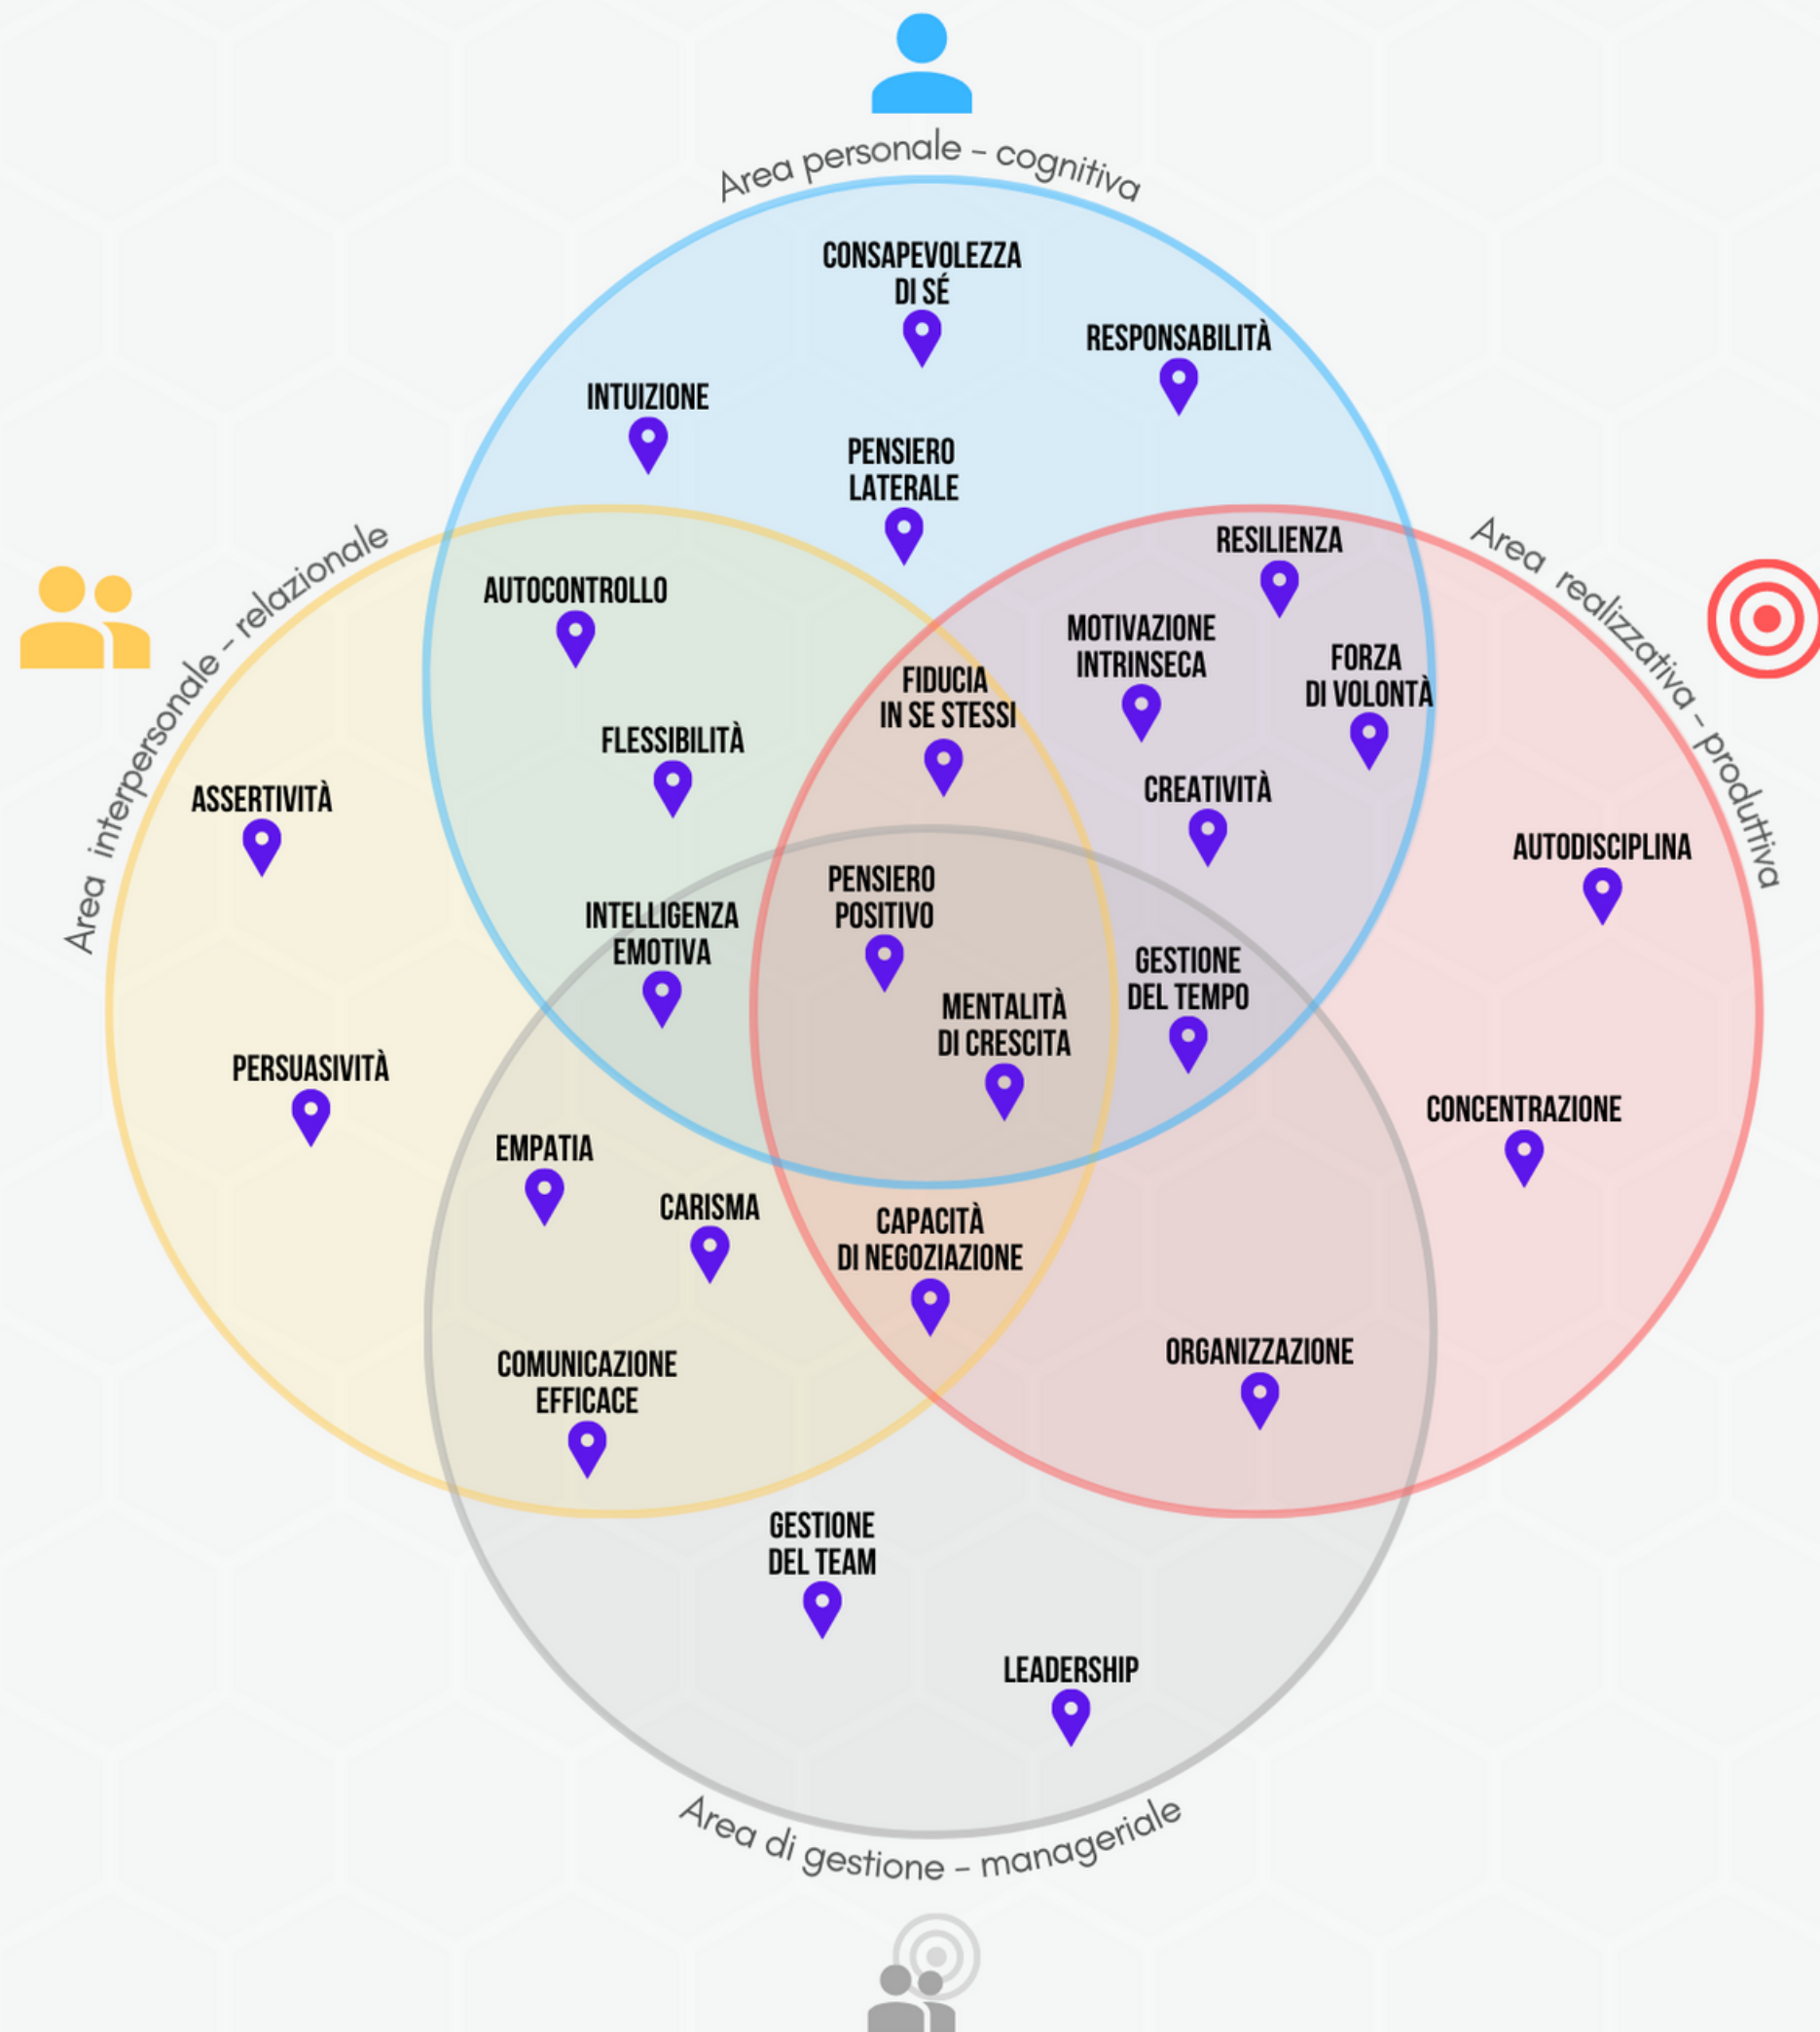 Area personale - cognitiva
CONSAPEVOLEZZA
DI SÉ
RESPONSABILITÀ
INTUIZIONE
PENSIERO
LATERALE
Area interpersonale - relazionale
Area realizzativa - produttiva
RESILIENZA
AUTOCONTROLLO
MOTIVAZIONE
INTRINSECA
FORZA
DI VOLONTÀ
FIDUCIA
IN SE STESSI
FLESSIBILITÀ
CREATIVITÀ
ASSERTIVITÀ
AUTODISCIPLINA
PENSIERO
POSITIVO
INTELLIGENZA
EMOTIVA
GESTIONE
DEL TEMPO
MENTALITÀ
DI CRESCITA
PERSUASIVITÀ
CONCENTRAZIONE
EMPATIA
CARISMA
CAPACITÀ
DI NEGOZIAZIONE
ORGANIZZAZIONE
COMUNICAZIONE
EFFICACE
GESTIONE
DEL TEAM
LEADERSHIP
Area di gestione - manageriale